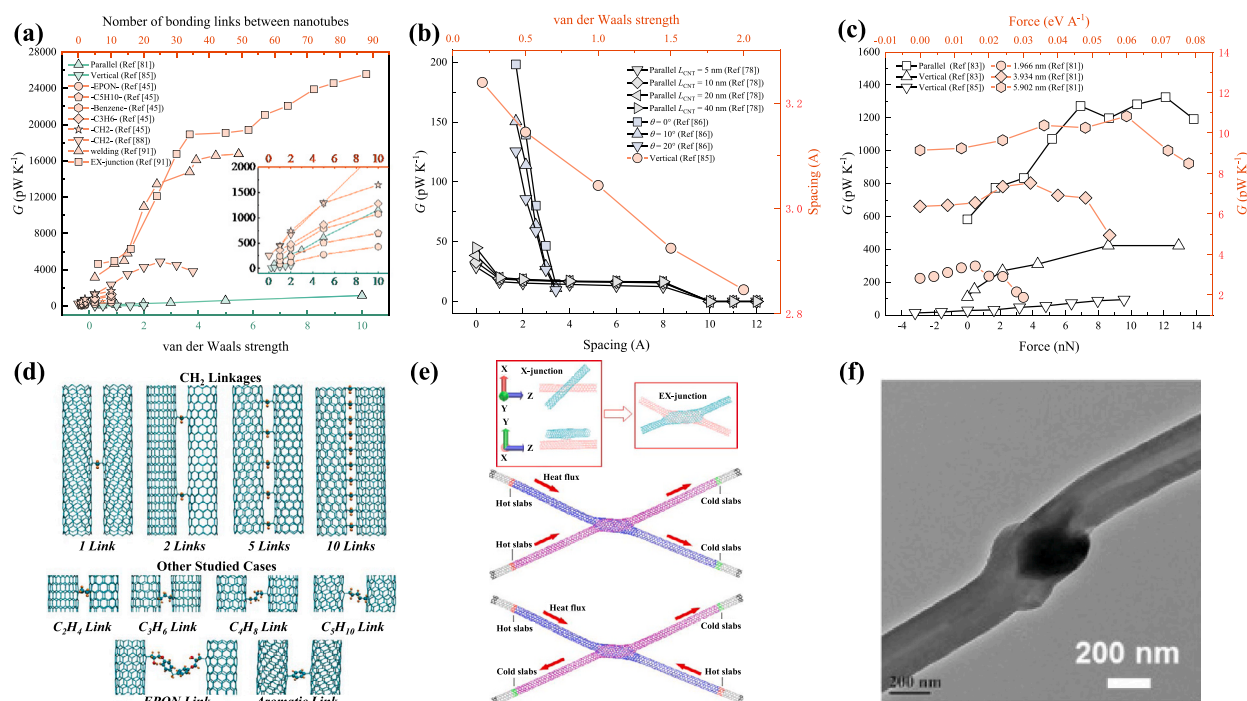 (a)
Number of bonding links between nanotubes
0 10 20 30 40 50 60 70 80 90
28000
24000
20000
16000
12000
8000
4000
0
G (pW K⁻¹)
Parallel (Ref [81])
Vertical (Ref [85])
-EPON- (Ref [45])
-C5H10- (Ref [45])
-Benzene- (Ref [45])
-C3H6- (Ref [45])
-CH2- (Ref [45])
-CH2- (Ref [88])
welding (Ref [91])
EX-junction (Ref [91])
0 2 4 6 8 10
2000
1500
1000
500
0
0 2 4 6 8 10
0 2 4 6 8 10
van der Waals strength
(b)
van der Waals strength
0.0 0.5 1.0 1.5 2.0
200
150
100
50
0
G (pW K⁻¹)
Parallel L_CNT = 5 nm (Ref [78])
Parallel L_CNT = 10 nm (Ref [78])
Parallel L_CNT = 20 nm (Ref [78])
Parallel L_CNT = 40 nm (Ref [78])
θ = 0° (Ref [86])
θ = 10° (Ref [86])
θ = 20° (Ref [86])
Vertical (Ref [85])
3.2
3.0
2.8
Spacing (A)
0 2 4 6 8 10 12
Spacing (A)
(c)
Force (eV A⁻¹)
0.00 0.01 0.02 0.03 0.04 0.05 0.06 0.07 0.08
1600
1400
1200
1000
800
600
400
200
0
G (pW K⁻¹)
Parallel (Ref [83])
Vertical (Ref [83])
Vertical (Ref [85])
1.966 nm (Ref [81])
3.934 nm (Ref [81])
5.902 nm (Ref [81])
14
12
10
8
6
4
2
G (pW K⁻¹)
-4 -2 0 2 4 6 8 10 12 14
Force (nN)
(d)
CH₂ Linkages
1 Link 2 Links 5 Links 10 Links
Other Studied Cases
C₂H₄ Link C₃H₆ Link C₄H₈ Link C₅H₁₀ Link
EPON Link Aromatic Link
(e)
X X-junction
Z
Y
Y
Z
X
EX-junction
Heat flux
Hot slabs Cold slabs
Hot slabs Cold slabs
Heat flux
Hot slabs Cold slabs
Cold slabs Hot slabs
(f)
200 nm
200 nm